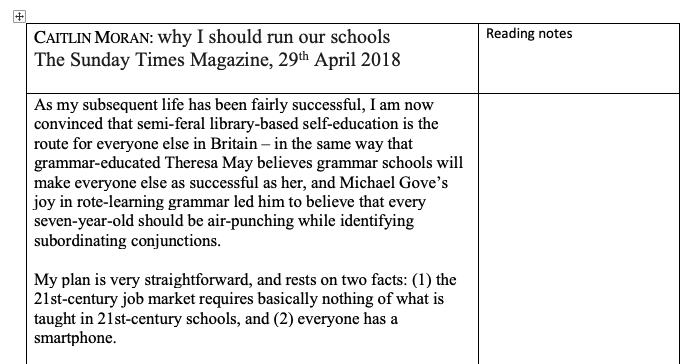 CAITLIN MORAN: why I should run our schools
The Sunday Times Magazine, 29th April 2018
Reading notes
As my subsequent life has been fairly successful, I am now
convinced that semi-feral library-based self-education is the
route for everyone else in Britain – in the same way that
grammar-educated Theresa May believes grammar schools will
make everyone else as successful as her, and Michael Gove’s
joy in rote-learning grammar led him to believe that every
seven-year-old should be air-punching while identifying
subordinating conjunctions.
My plan is very straightforward, and rests on two facts: (1) the
21st-century job market requires basically nothing of what is
taught in 21st-century schools, and (2) everyone has a
smartphone.